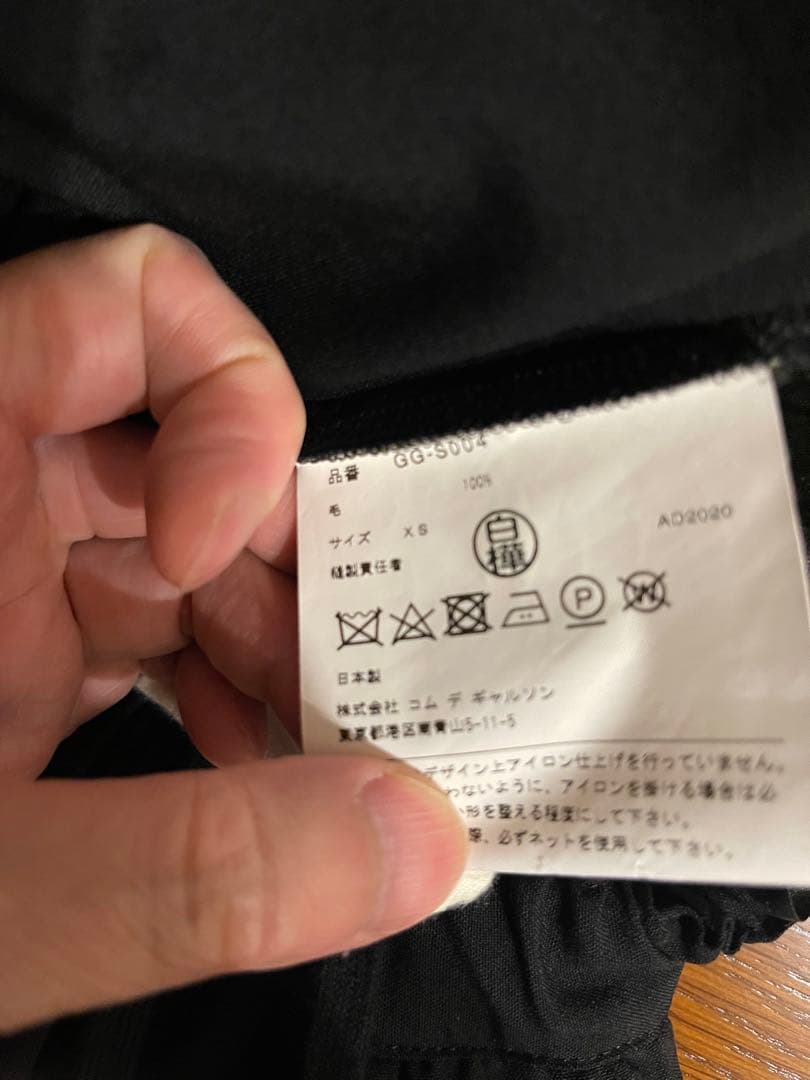 品番 GG-S004
毛 100%
サイズ XS AD2020
縫製責任者 白樺
P
W
日本製
株式会社 コム デ ギャルソン
東京都港区南青山5-11-5
デザイン上アイロン仕上げを行っていません。
わないように、アイロンを掛ける場合は必
形を整える程度にして下さい。
際、必ずネットを使用して下さい。